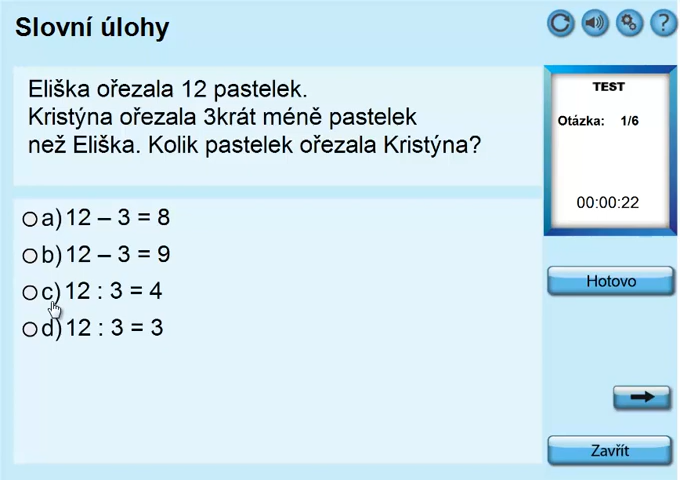 Slovní úlohy
?
Eliška ořezala 12 pastelek.
Kristýna ořezala 3krát méně pastelek
než Eliška. Kolik pastelek ořezala Kristýna?
TEST
Otázka: 1/6
00:00:22
a) 12 – 3 = 8
b) 12 – 3 = 9
c) 12 : 3 = 4
d) 12 : 3 = 3
Hotovo
Zavřít